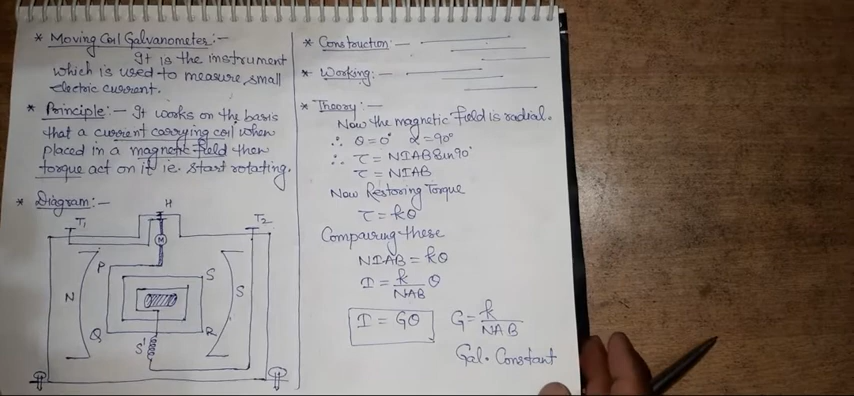 * Moving Coil Galvanometer:-
It is the instrument
which is used to measure small
electric current.
* Principle:- It works on the basis
that a current carrying coil when
placed in a magnetic field then
torque act on it ie. start rotating.
* Diagram:-
H
T₁
T₂
M
P
S
N
S
Q
R
S'
* Construction:-
* Working:-
* Theory:-
Now the magnetic field is radial.
∴ θ=0° α=90°
∴ τ=NIAB Sin90°
τ=NIAB
Now Restoring Torque
τ=kθ
Comparing these
NIAB=kθ
I=k/NAB θ
I=Gθ G=k/NAB
Gal. Constant